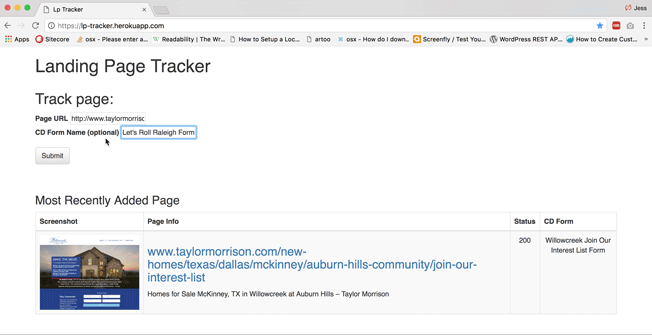 Lp Tracker
Jess
https://lp-tracker.herokuapp.com
Apps
Sitecore
osx - Please enter a...
Readability | The Wr...
How to Setup a Loc...
artoo
osx - How do I down...
Screenfly / Test You...
WordPress REST AP...
How to Create Cust...
»
Landing Page Tracker
Track page:
Page URL http://www.taylormorrisc
CD Form Name (optional) Let's Roll Raleigh Form
Submit
Most Recently Added Page
Screenshot Page Info Status CD Form
www.taylormorrison.com/new-
homes/texas/dallas/mckinney/auburn-hills-community/join-our-
interest-list
Homes for Sale McKinney, TX in Willowcreek at Auburn Hills – Taylor Morrison
200
Willowcreek Join Our
Interest List Form